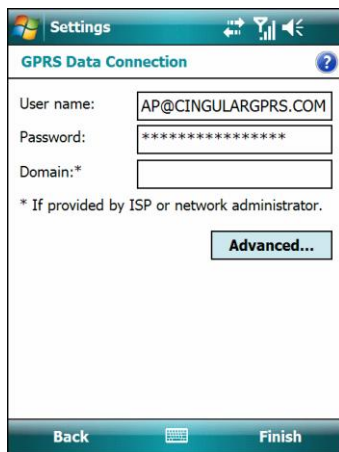 Settings
GPRS Data Connection
User name: AP@CINGULARGPRS.COM
Password: ****************
Domain:*
* If provided by ISP or network administrator.
Advanced...
Back Finish